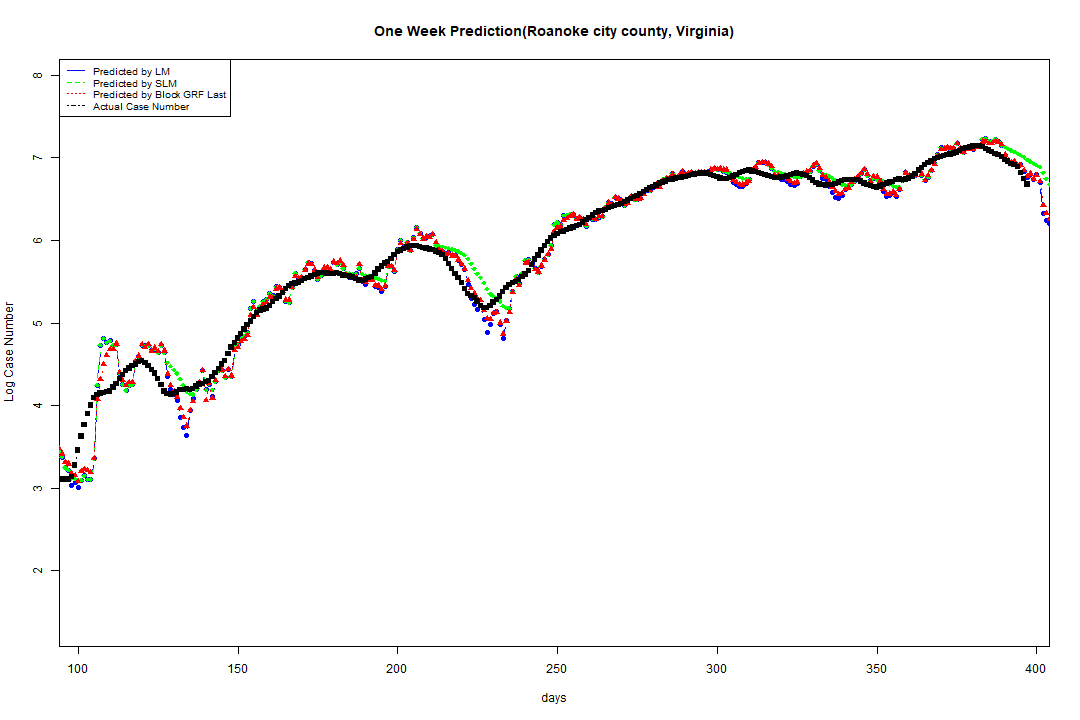 One Week Prediction(Roanoke city county, Virginia)
Predicted by LM
Predicted by SLM
Predicted by Block GRF Last
Actual Case Number
8
7
6
5
4
3
2
Log Case Number
100 150 200 250 300 350 400
days